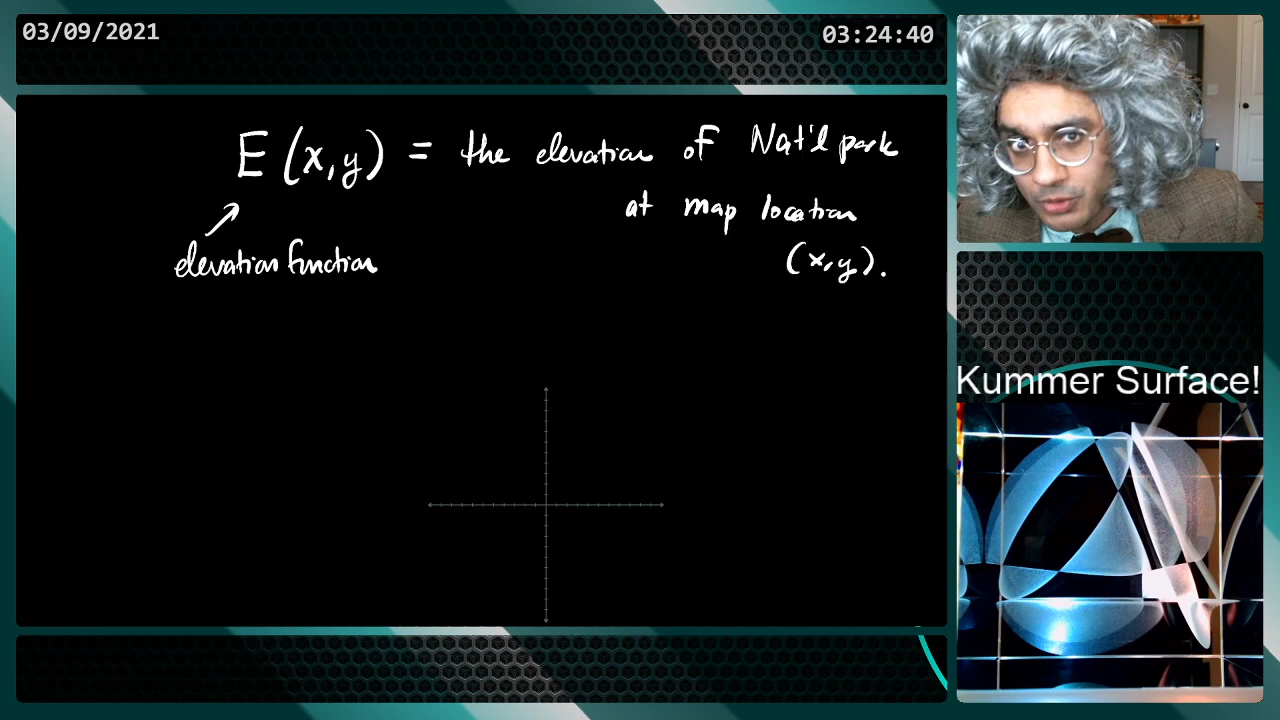 03/09/2021
03:24:40
E(x,y) = the elevation of Nat'l park
at map location
(x,y).
elevation function
Kummer Surface!